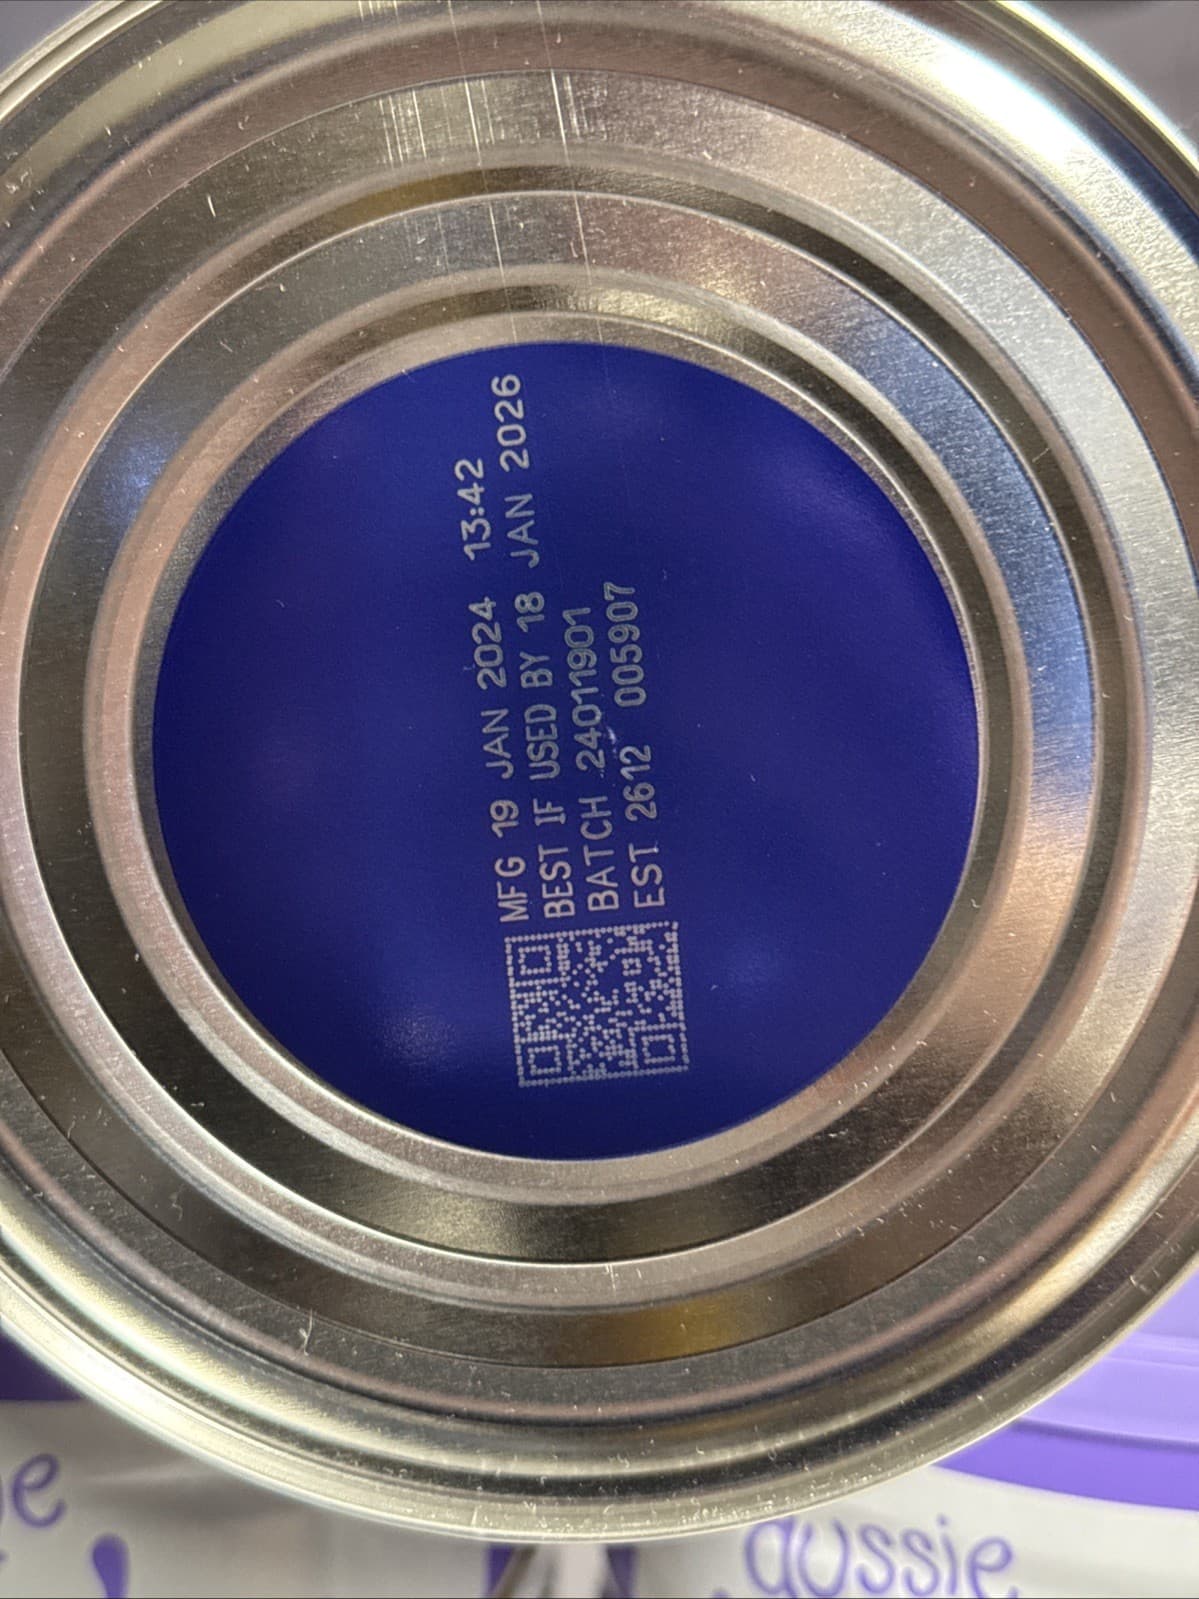 MFG 19 JAN 2024 13:42
BEST IF USED BY 18 JAN 2026
BATCH 24011901
EST 2612 005907
aussie